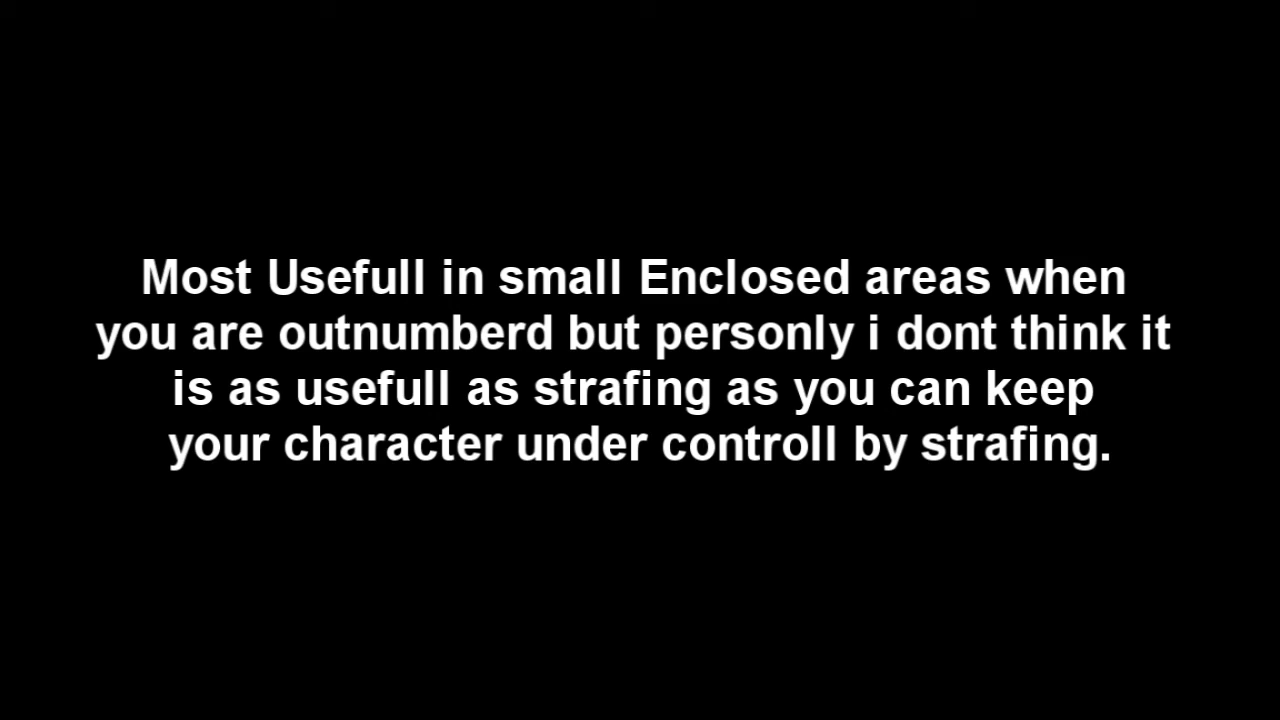 Most Usefull in small Enclosed areas when
you are outnumberd but personly i dont think it
is as usefull as strafing as you can keep
your character under controll by strafing.